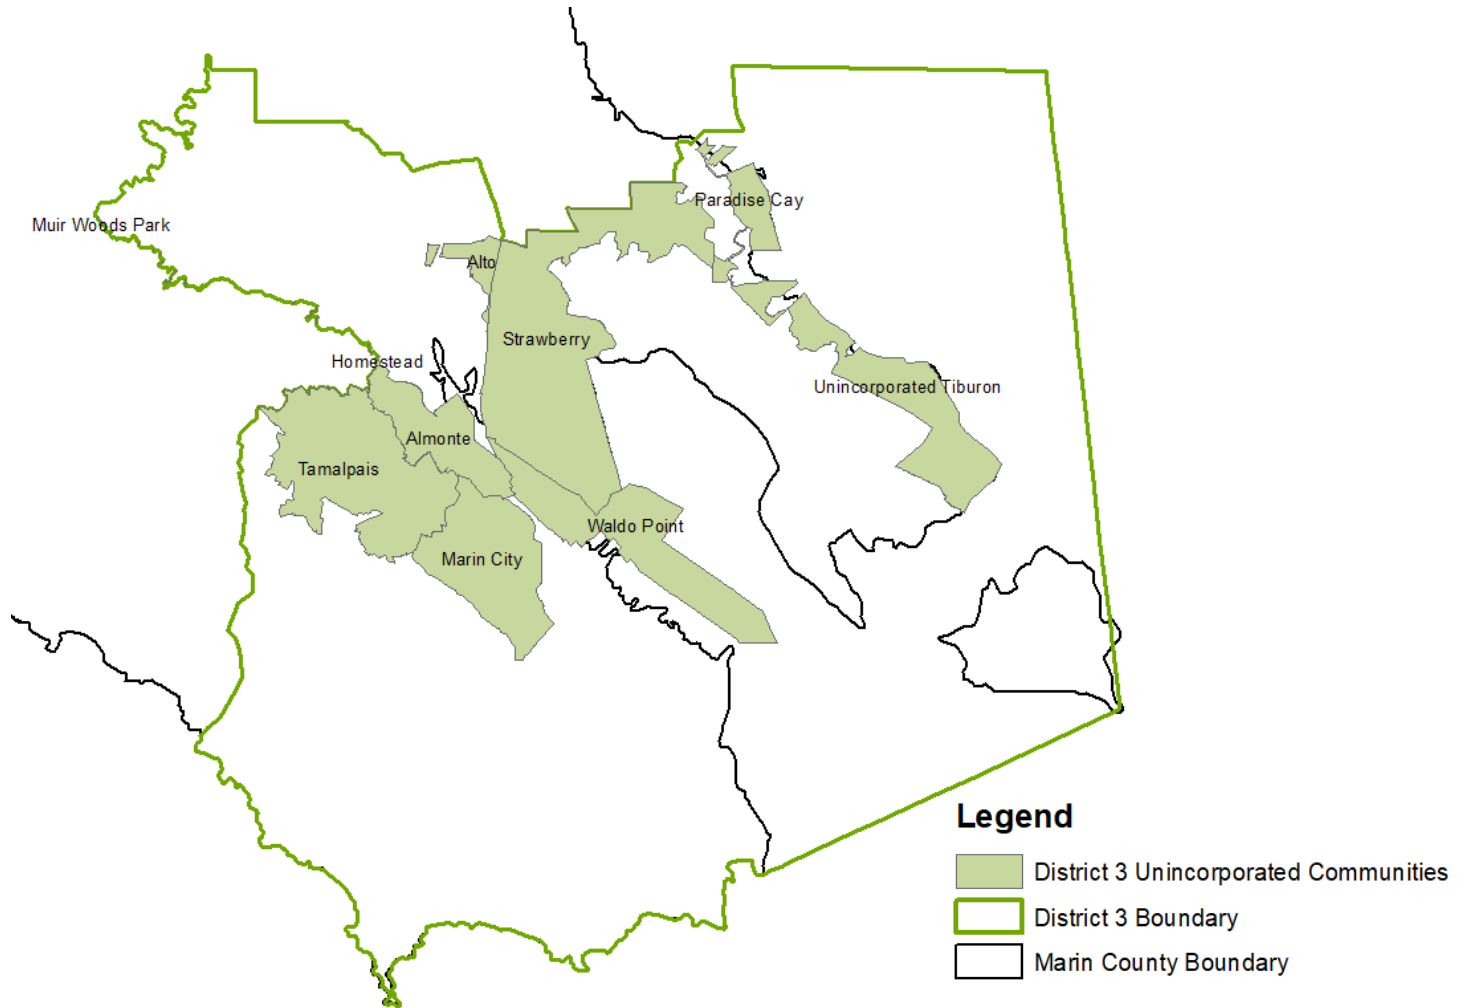 Muir Woods Park
Paradise Cay
Alto
Strawberry
Homestead
Unincorporated Tiburon
Almonte
Tamalpais
Waldo Point
Marin City
Legend
District 3 Unincorporated Communities
District 3 Boundary
Marin County Boundary